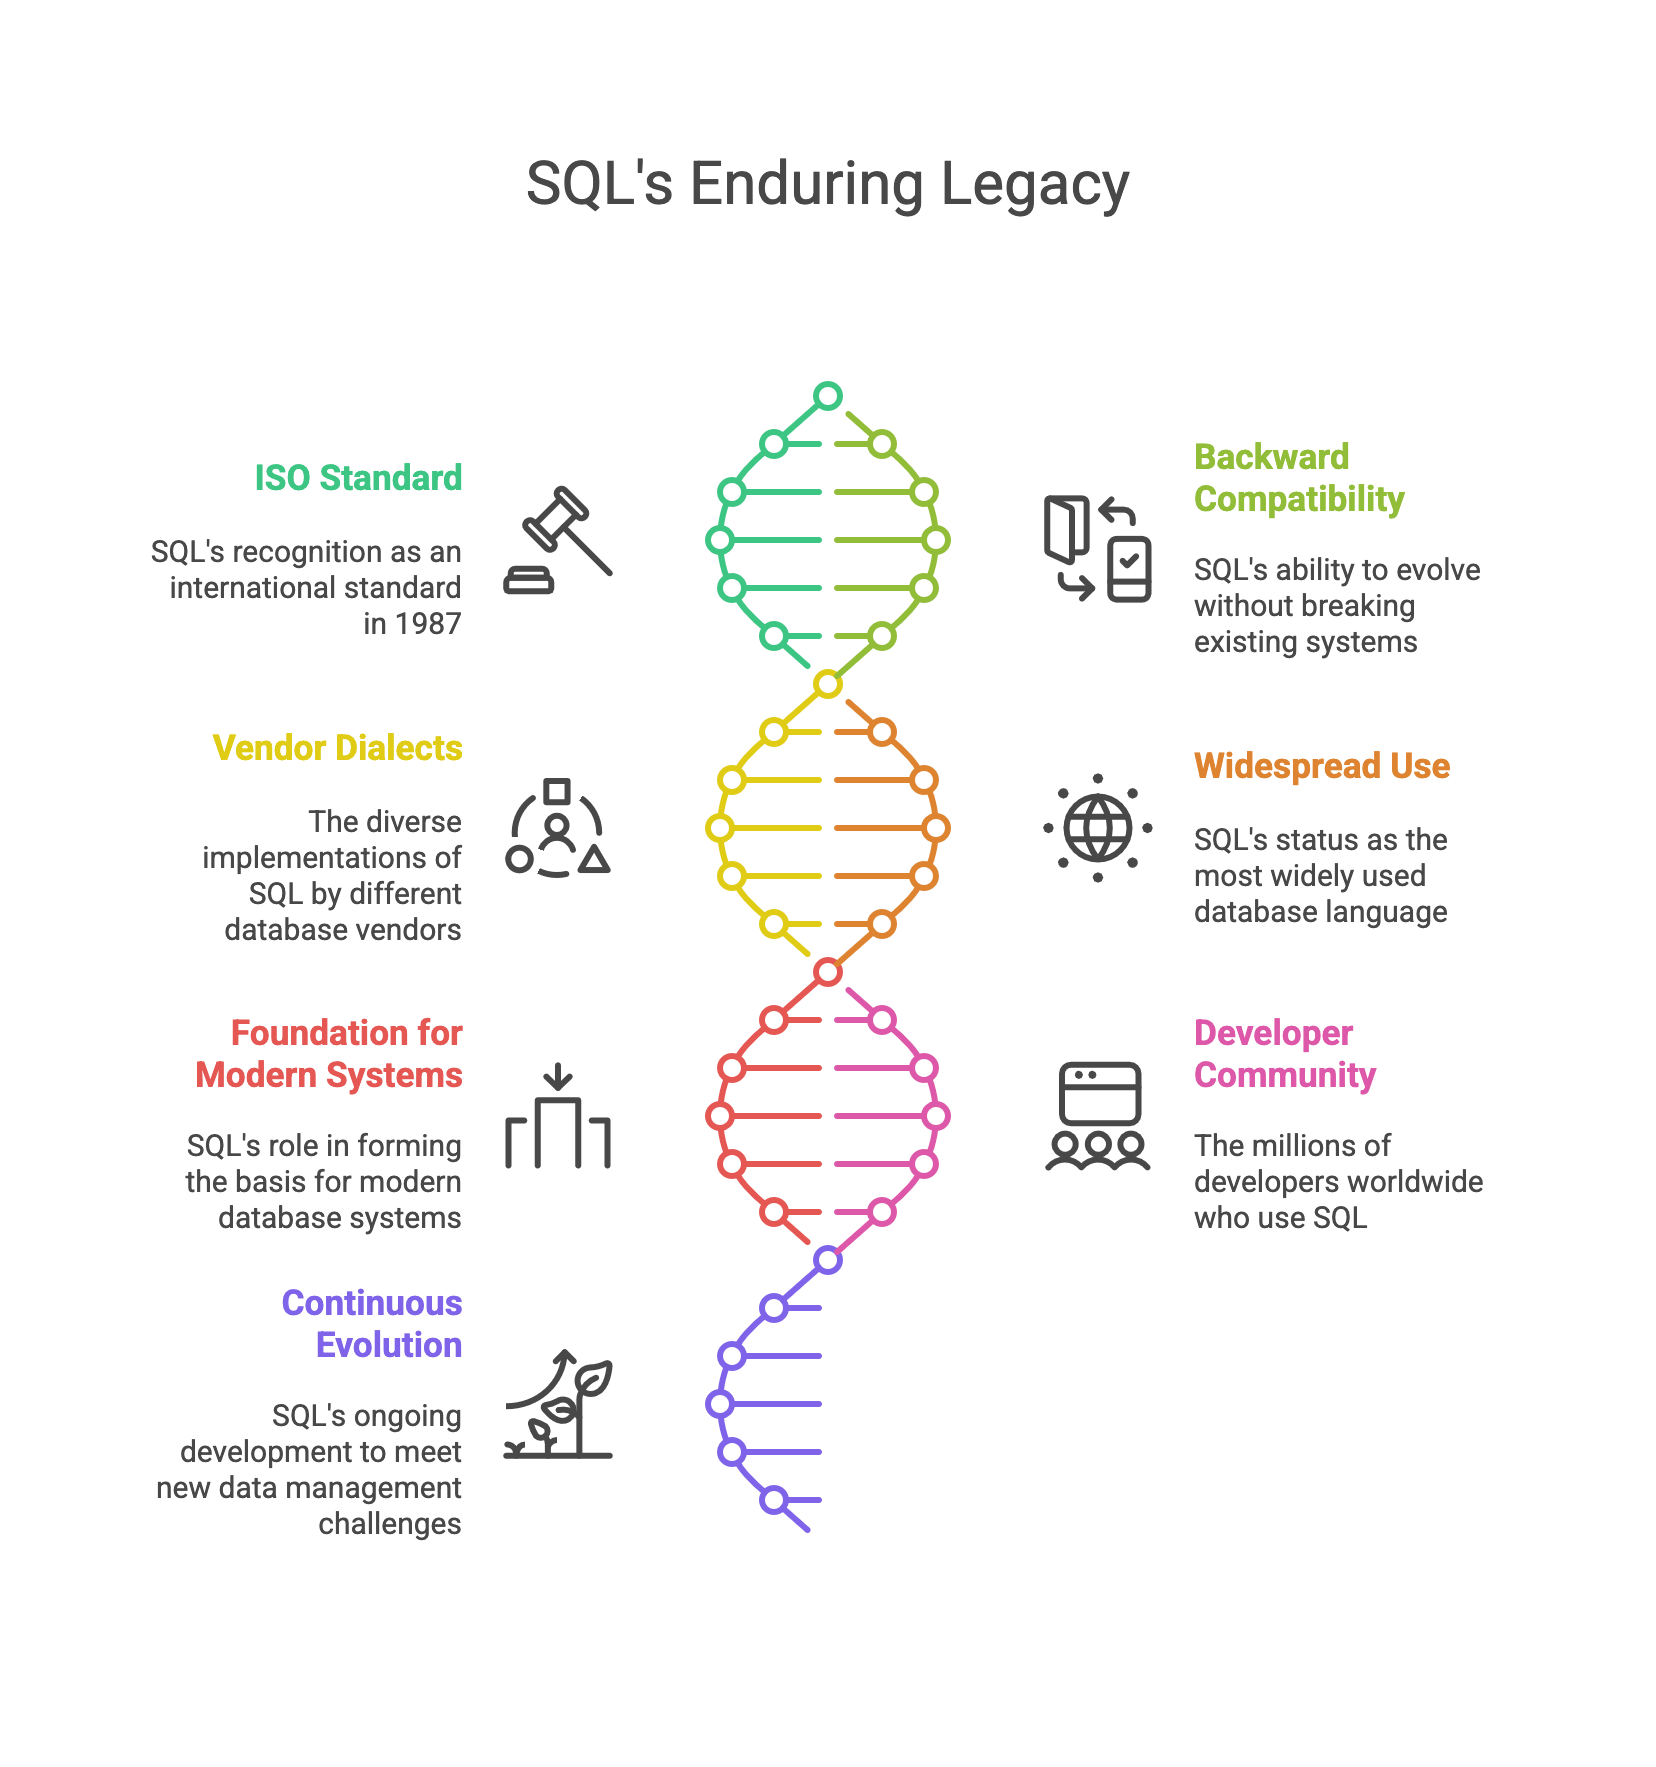 SQL's Enduring Legacy
ISO Standard
SQL's recognition as an
international standard
in 1987
Backward
Compatibility
SQL's ability to evolve
without breaking
existing systems
Vendor Dialects
The diverse
implementations of
SQL by different
database vendors
Widespread Use
SQL's status as the
most widely used
database language
Foundation for
Modern Systems
SQL's role in forming
the basis for modern
database systems
Developer
Community
The millions of
developers worldwide
who use SQL
Continuous
Evolution
SQL's ongoing
development to meet
new data management
challenges